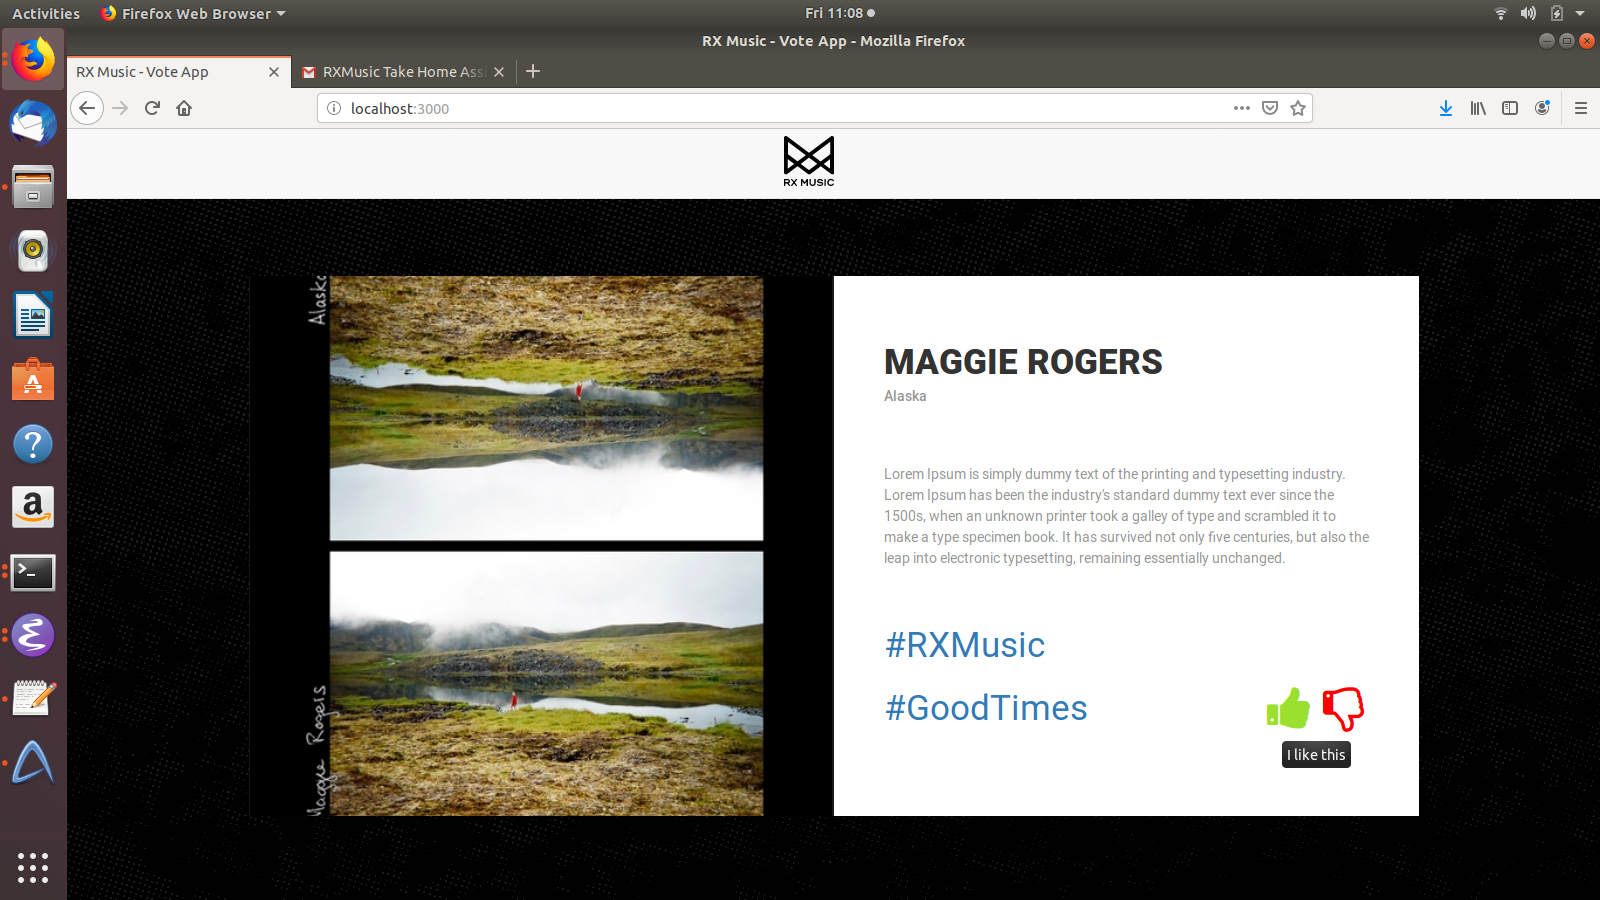 Activities
Firefox Web Browser
Fri 11:08
RX Music - Vote App - Mozilla Firefox
RX Music - Vote App
RXMusic Take Home Ass
localhost:3000
RX MUSIC
Alaska
Maggie Rogers
MAGGIE ROGERS
Alaska
Lorem Ipsum is simply dummy text of the printing and typesetting industry.
Lorem Ipsum has been the industry's standard dummy text ever since the
1500s, when an unknown printer took a galley of type and scrambled it to
make a type specimen book. It has survived not only five centuries, but also the
leap into electronic typesetting, remaining essentially unchanged.
#RXMusic
#GoodTimes
I like this